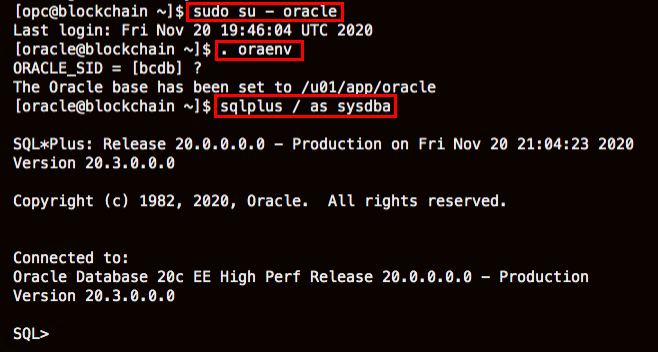 [opc@blockchain ~]$ sudo su - oracle
Last login: Fri Nov 20 19:46:04 UTC 2020
[oracle@blockchain ~]$ . oraenv
ORACLE_SID = [bcdb] ?
The Oracle base has been set to /u01/app/oracle
[oracle@blockchain ~]$ sqlplus / as sysdba
SQL*Plus: Release 20.0.0.0.0 - Production on Fri Nov 20 21:04:23 2020
Version 20.3.0.0.0
Copyright (c) 1982, 2020, Oracle.  All rights reserved.
Connected to:
Oracle Database 20c EE High Perf Release 20.0.0.0.0 - Production
Version 20.3.0.0.0
SQL>